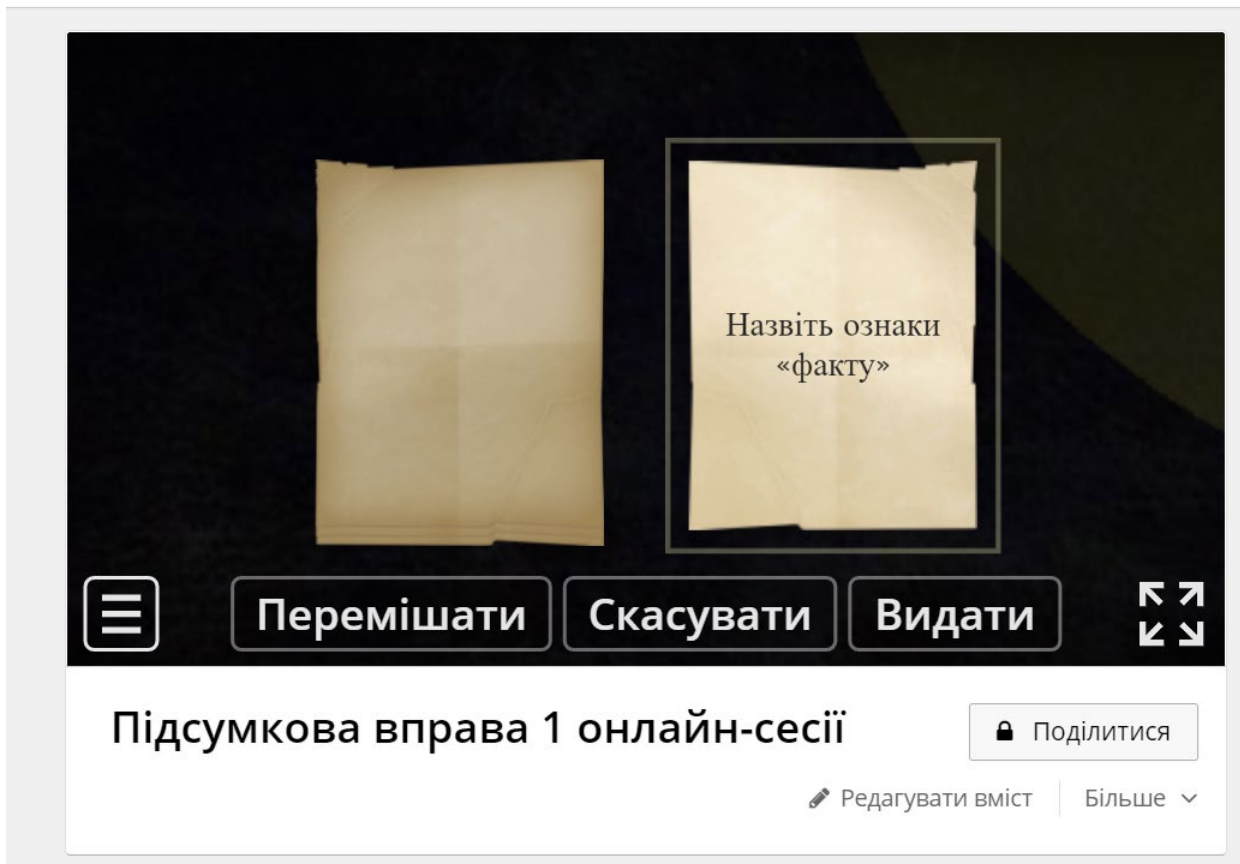 Назвіть ознаки
«факту»
Перемішати
Скасувати
Видати
Підсумкова вправа 1 онлайн-сесії
Поділитися
Редагувати вміст
Більше